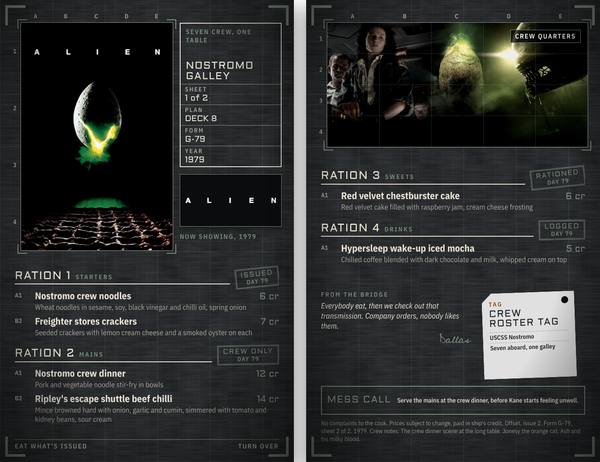 A B C D E
A L I E N
1
2
3
4
SEVEN CREW, ONE
TABLE
NOSTROMO
GALLEY
SHEET
1 of 2
PLAN
DECK 8
FORM
G-79
YEAR
1979
A L I E N
NOW SHOWING, 1979
RATION 1 STARTERS
ISSUED
DAY 79
A1 Nostromo crew noodles 6 cr
Wheat noodles in sesame, soy, black vinegar and chilli oil, spring onion
B2 Freighter stores crackers 7 cr
Seeded crackers with lemon cream cheese and a smoked oyster on each
RATION 2 MAINS
CREW ONLY
DAY 79
A1 Nostromo crew dinner 12 cr
Pork and vegetable noodle stir-fry in bowls
B2 Ripley's escape shuttle beef chilli 14 cr
Mince browned hard with onion, garlic and cumin, simmered with tomato and
kidney beans, sour cream
EAT WHAT'S ISSUED TURN OVER
A B C D E
1
2
3
4
CREW QUARTERS
RATION 3 SWEETS
RATIONED
DAY 79
A1 Red velvet chestburster cake 6 cr
Red velvet cake filled with raspberry jam, cream cheese frosting
RATION 4 DRINKS
LOGGED
DAY 79
A1 Hypersleep wake-up iced mocha 5 cr
Chilled coffee blended with dark chocolate and milk, whipped cream on top
FROM THE BRIDGE
Everybody eat, then we check out that
transmission. Company orders, nobody likes
them.
Dallas
TAG
CREW
ROSTER TAG
USCSS Nostromo
Seven aboard, one galley
MESS CALL Serve the mains at the crew dinner, before Kane starts feeling unwell.
No complaints to the cook. Prices subject to change, paid in ship's credit. Offset, issue 2, Form G-79,
sheet 2 of 2, 1979. Crew notes: The crew dinner scene at the long table. Jonesy the orange cat. Ash and
his milky blood.